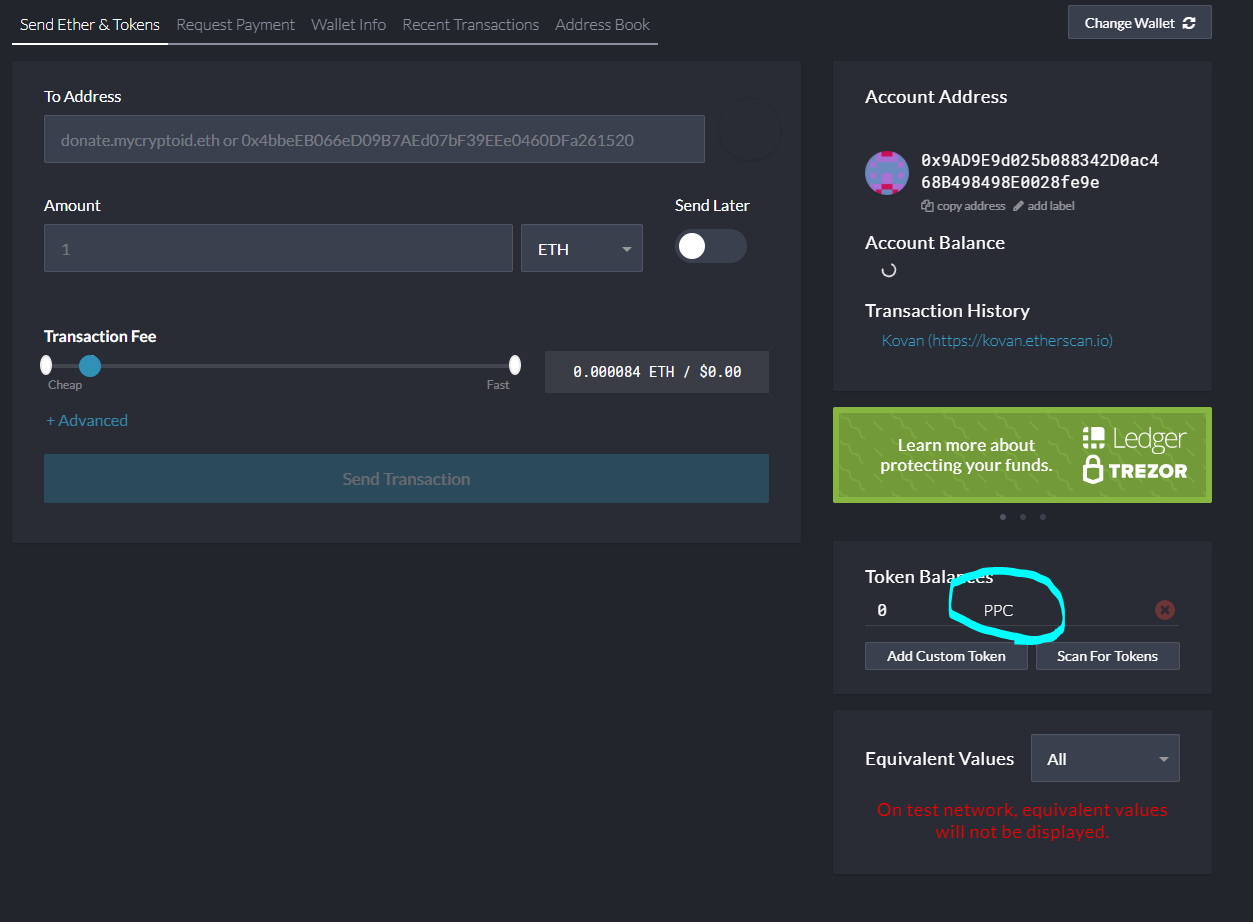 Send Ether & Tokens Request Payment Wallet Info Recent Transactions Address Book
Change Wallet
To Address
donate.mycryptoid.eth or 0x4bbeEB066eD09B7AEd07bF39EEe0460DFa261520
Amount
Send Later
1
ETH
Transaction Fee
Cheap
Fast
0.000084 ETH / $0.00
+ Advanced
Send Transaction
Account Address
0x9AD9E9d025b088342D0ac4
68B498498E0028fe9e
copy address add label
Account Balance
Transaction History
Kovan (https://kovan.etherscan.io)
Learn more about
protecting your funds.
Ledger
TREZOR
Token Balances
0 PPC
Add Custom Token Scan For Tokens
Equivalent Values All
On test network, equivalent values
will not be displayed.